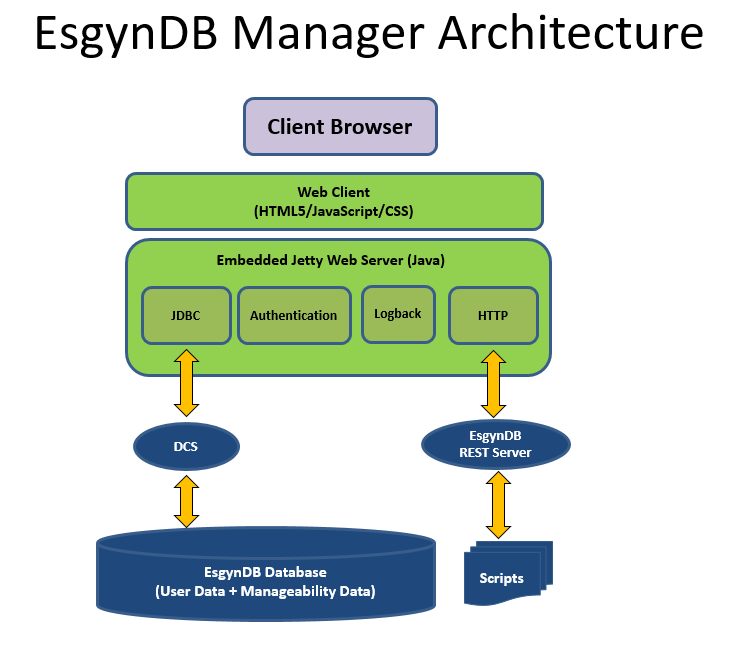 EsgynDB Manager Architecture
Client Browser
Web Client
(HTML5/JavaScript/CSS)
Embedded Jetty Web Server (Java)
JDBC
Authentication
Logback
HTTP
DCS
EsgynDB
REST Server
EsgynDB Database
(User Data + Manageability Data)
Scripts